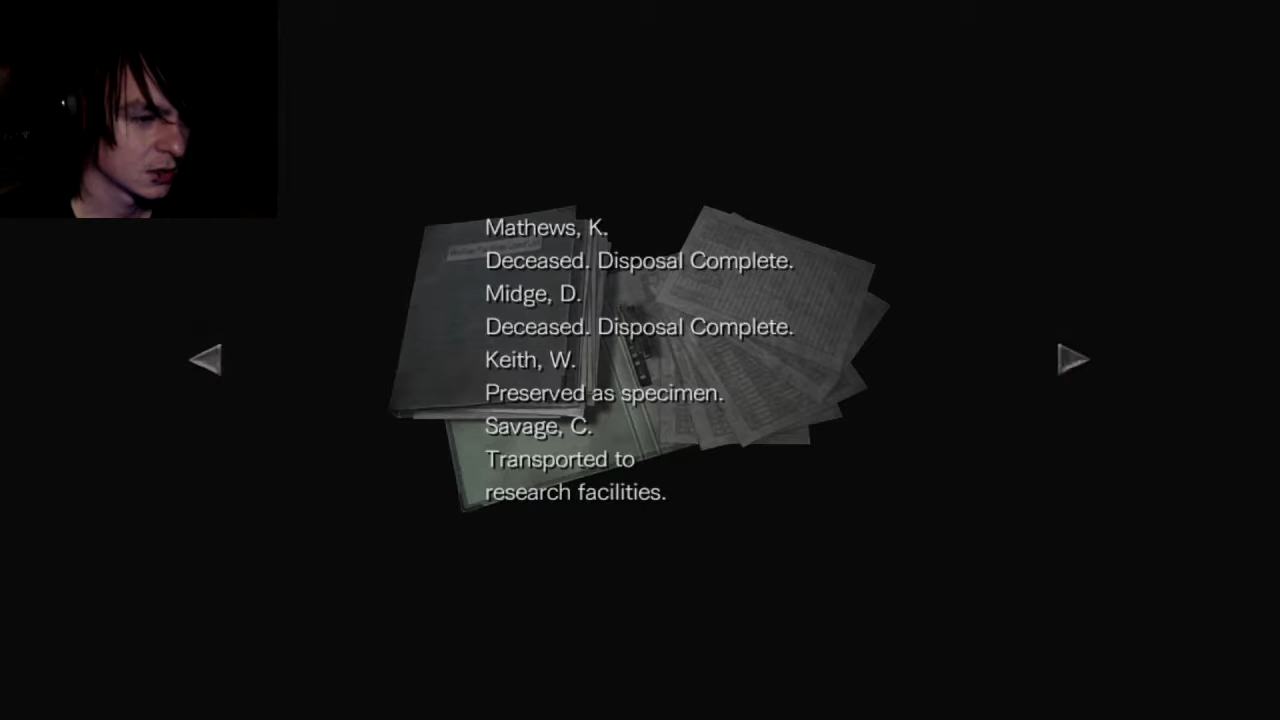 Mathews, K.
Deceased. Disposal Complete.
Midge, D.
Deceased. Disposal Complete.
Keith, W.
Preserved as specimen.
Savage, C.
Transported to
research facilities.